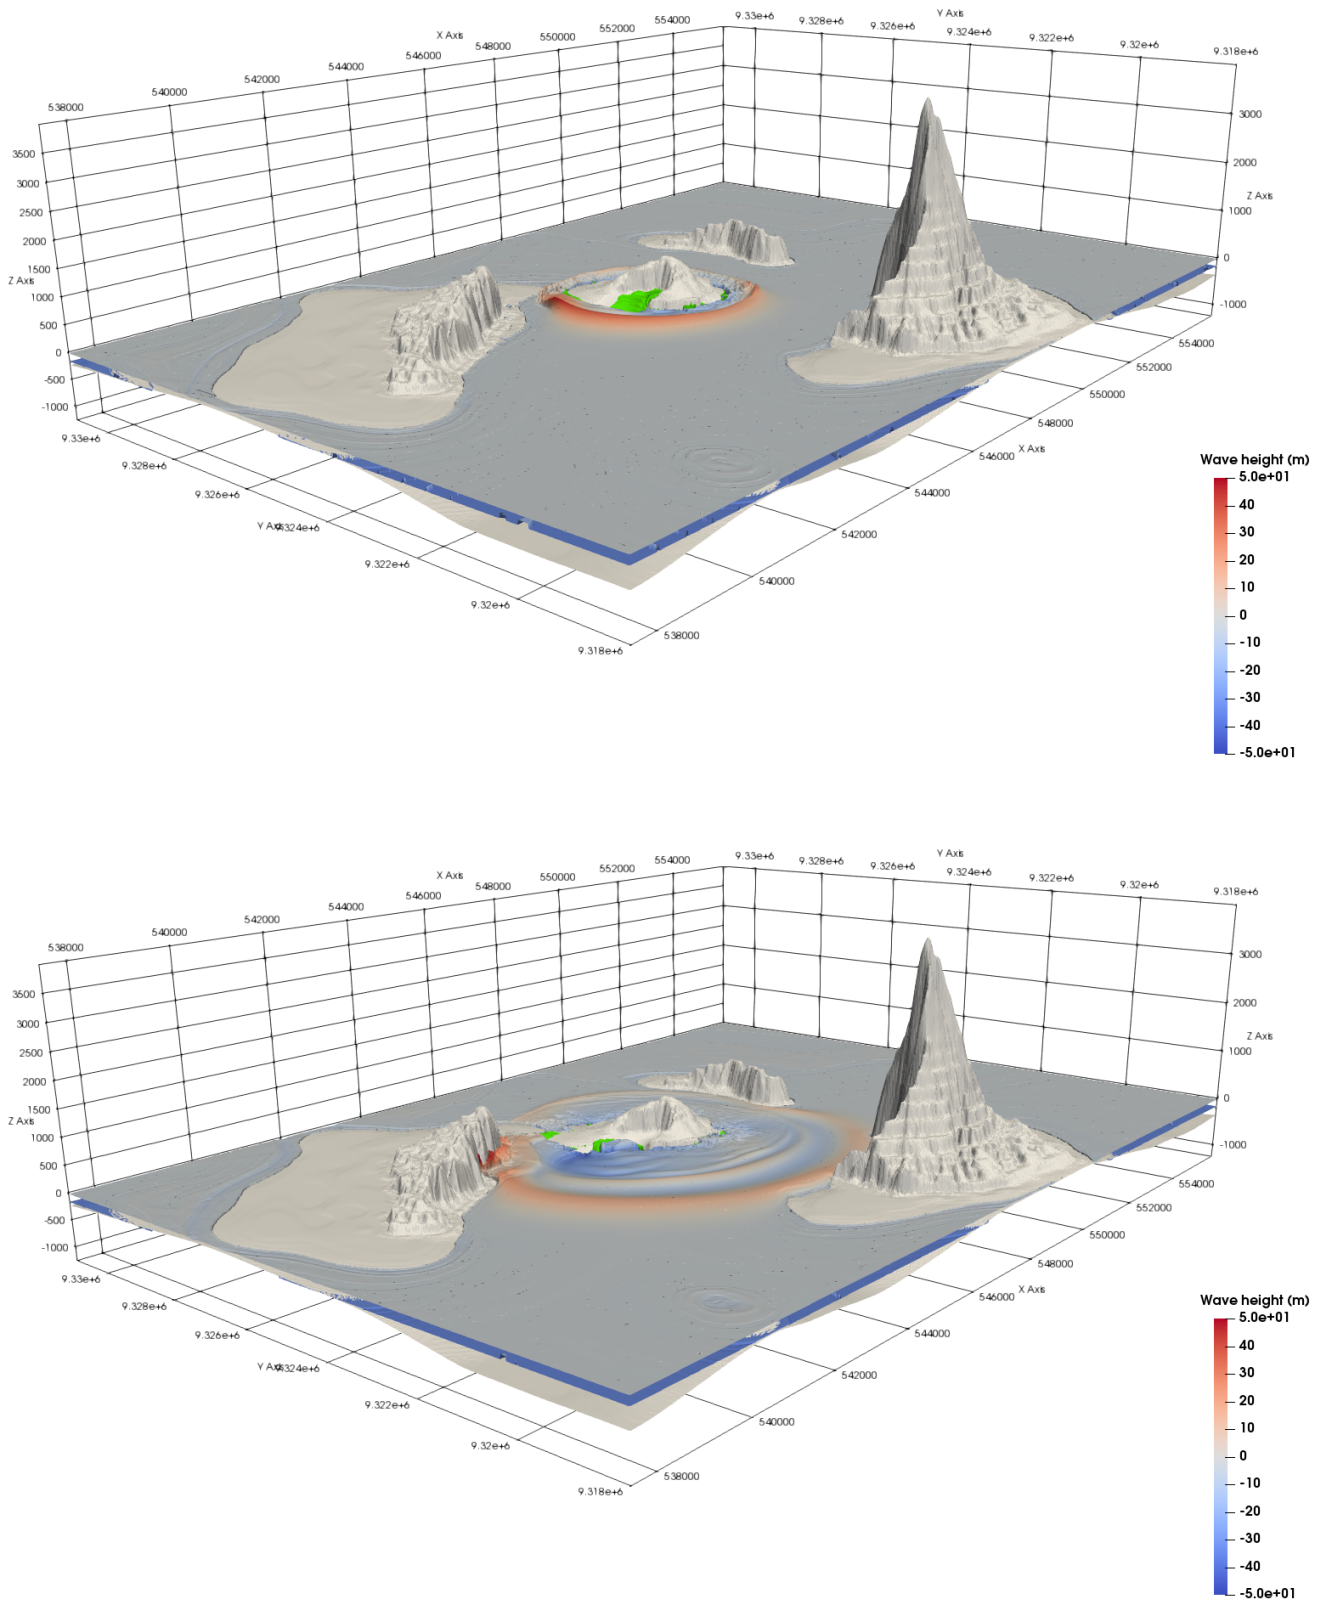 Y Axis
9.33e+6 9.328e+6 9.326e+6 9.324e+6 9.322e+6 9.32e+6 9.318e+6
X Axis
538000 540000 542000 544000 546000 548000 550000 552000 554000
3500
3000
2500
2000
1500
Z Axis
1000
500
0
-500
-1000
3000
2000
Z Axis
1000
0
-1000
9.33e+6
9.328e+6
9.326e+6
Y Axis
9.324e+6
9.322e+6
9.32e+6
9.318e+6
554000
552000
550000
548000
X Axis
546000
544000
542000
540000
538000
Wave height (m)
5.0e+01
40
30
20
10
0
-10
-20
-30
-40
-5.0e+01
Y Axis
9.33e+6 9.328e+6 9.326e+6 9.324e+6 9.322e+6 9.32e+6 9.318e+6
X Axis
538000 540000 542000 544000 546000 548000 550000 552000 554000
3500
3000
2500
2000
1500
Z Axis
1000
500
0
-500
-1000
3000
2000
Z Axis
1000
0
-1000
9.33e+6
9.328e+6
9.326e+6
Y Axis
9.324e+6
9.322e+6
9.32e+6
9.318e+6
554000
552000
550000
548000
X Axis
546000
544000
542000
540000
538000
Wave height (m)
5.0e+01
40
30
20
10
0
-10
-20
-30
-40
-5.0e+01